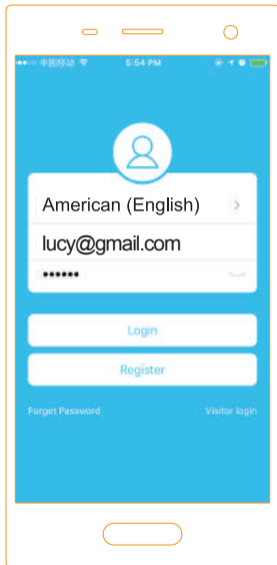 中国移动 5:54 PM
American (English)
lucy@gmail.com
••••••
Login
Register
Forget Password Visitor login